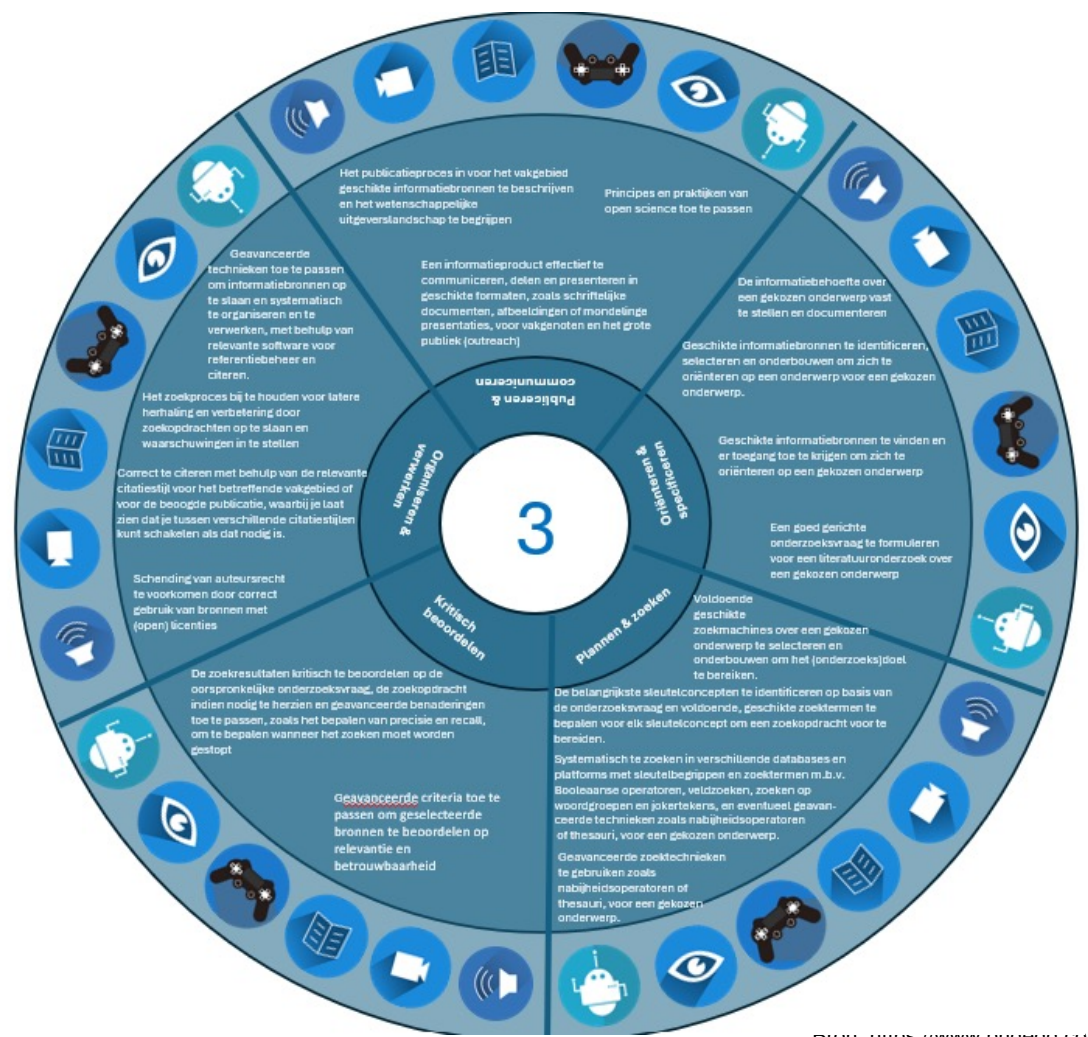 Het publicatieproces in voor het vakgebied
geschikte informatiebronnen te beschrijven
en het wetenschappelijke
uitgeverslandschap te begrijpen
Principes en praktijken van
open science toe te passen
Een informatieproduct effectief te
communiceren, delen en presenteren in
geschikte formaten, zoals schriftelijke
documenten, afbeeldingen of mondelinge
presentaties, voor vakgenoten en het grote
publiek (outreach)
Publiceren &
communiceren
De informatiebehoefte over
een gekozen onderwerp vast
te stellen en documenteren
Geschikte informatiebronnen te identificeren,
selecteren en onderbouwen om zich te
oriënteren op een onderwerp voor een gekozen
onderwerp.
Geschikte informatiebronnen te vinden en
er toegang toe te krijgen om zich te
oriënteren op een gekozen onderwerp
Een goed gerichte
onderzoeksvraag te formuleren
voor een literatuuronderzoek over
een gekozen onderwerp
Oriënteren &
specificeren
3
Voldoende
geschikte
zoekmachines over een gekozen
onderwerp te selecteren en
onderbouwen om het (onderzoeks)doel
te bereiken.
De belangrijkste sleutelconcepten te identificeren op basis van
de onderzoeksvraag en voldoende, geschikte zoektermen te
bepalen voor elk sleutelconcept om een zoekopdracht voor te
bereiden.
Systematisch te zoeken in verschillende databases en
platforms met sleutelbegrippen en zoektermen m.b.v.
Booleaanse operatoren, veldzoeken, zoeken op
woordgroepen en jokertekens, en eventueel geavan-
ceerde technieken zoals nabijheidsoperatoren
of thesauri, voor een gekozen onderwerp.
Geavanceerde zoektechnieken
te gebruiken zoals
nabijheidsoperatoren of
thesauri, voor een gekozen
onderwerp.
Plannen & zoeken
Kritisch
beoordelen
De zoekresultaten kritisch te beoordelen op de
oorspronkelijke onderzoeksvraag, de zoekopdracht
indien nodig te herzien en geavanceerde benaderingen
toe te passen, zoals het bepalen van precisie en recall,
om te bepalen wanneer het zoeken moet worden
gestopt
Geavanceerde criteria toe te
passen om geselecteerde
bronnen te beoordelen op
relevantie en
betrouwbaarheid
Organiseren &
verwerken
Geavanceerde
technieken toe te passen
om informatiebronnen op
te slaan en systematisch
te organiseren en te
verwerken, met behulp van
relevante software voor
referentiebeheer en
citeren.
Het zoekproces bij te houden voor latere
herhaling en verbetering door
zoekopdrachten op te slaan en
waarschuwingen in te stellen
Correct te citeren met behulp van de relevante
citatiestijl voor het betreffende vakgebied of
voor de beoogde publicatie, waarbij je laat
zien dat je tussen verschillende citatiestijlen
kunt schakelen als dat nodig is.
Schending van auteursrecht
te voorkomen door correct
gebruik van bronnen met
(open) licenties